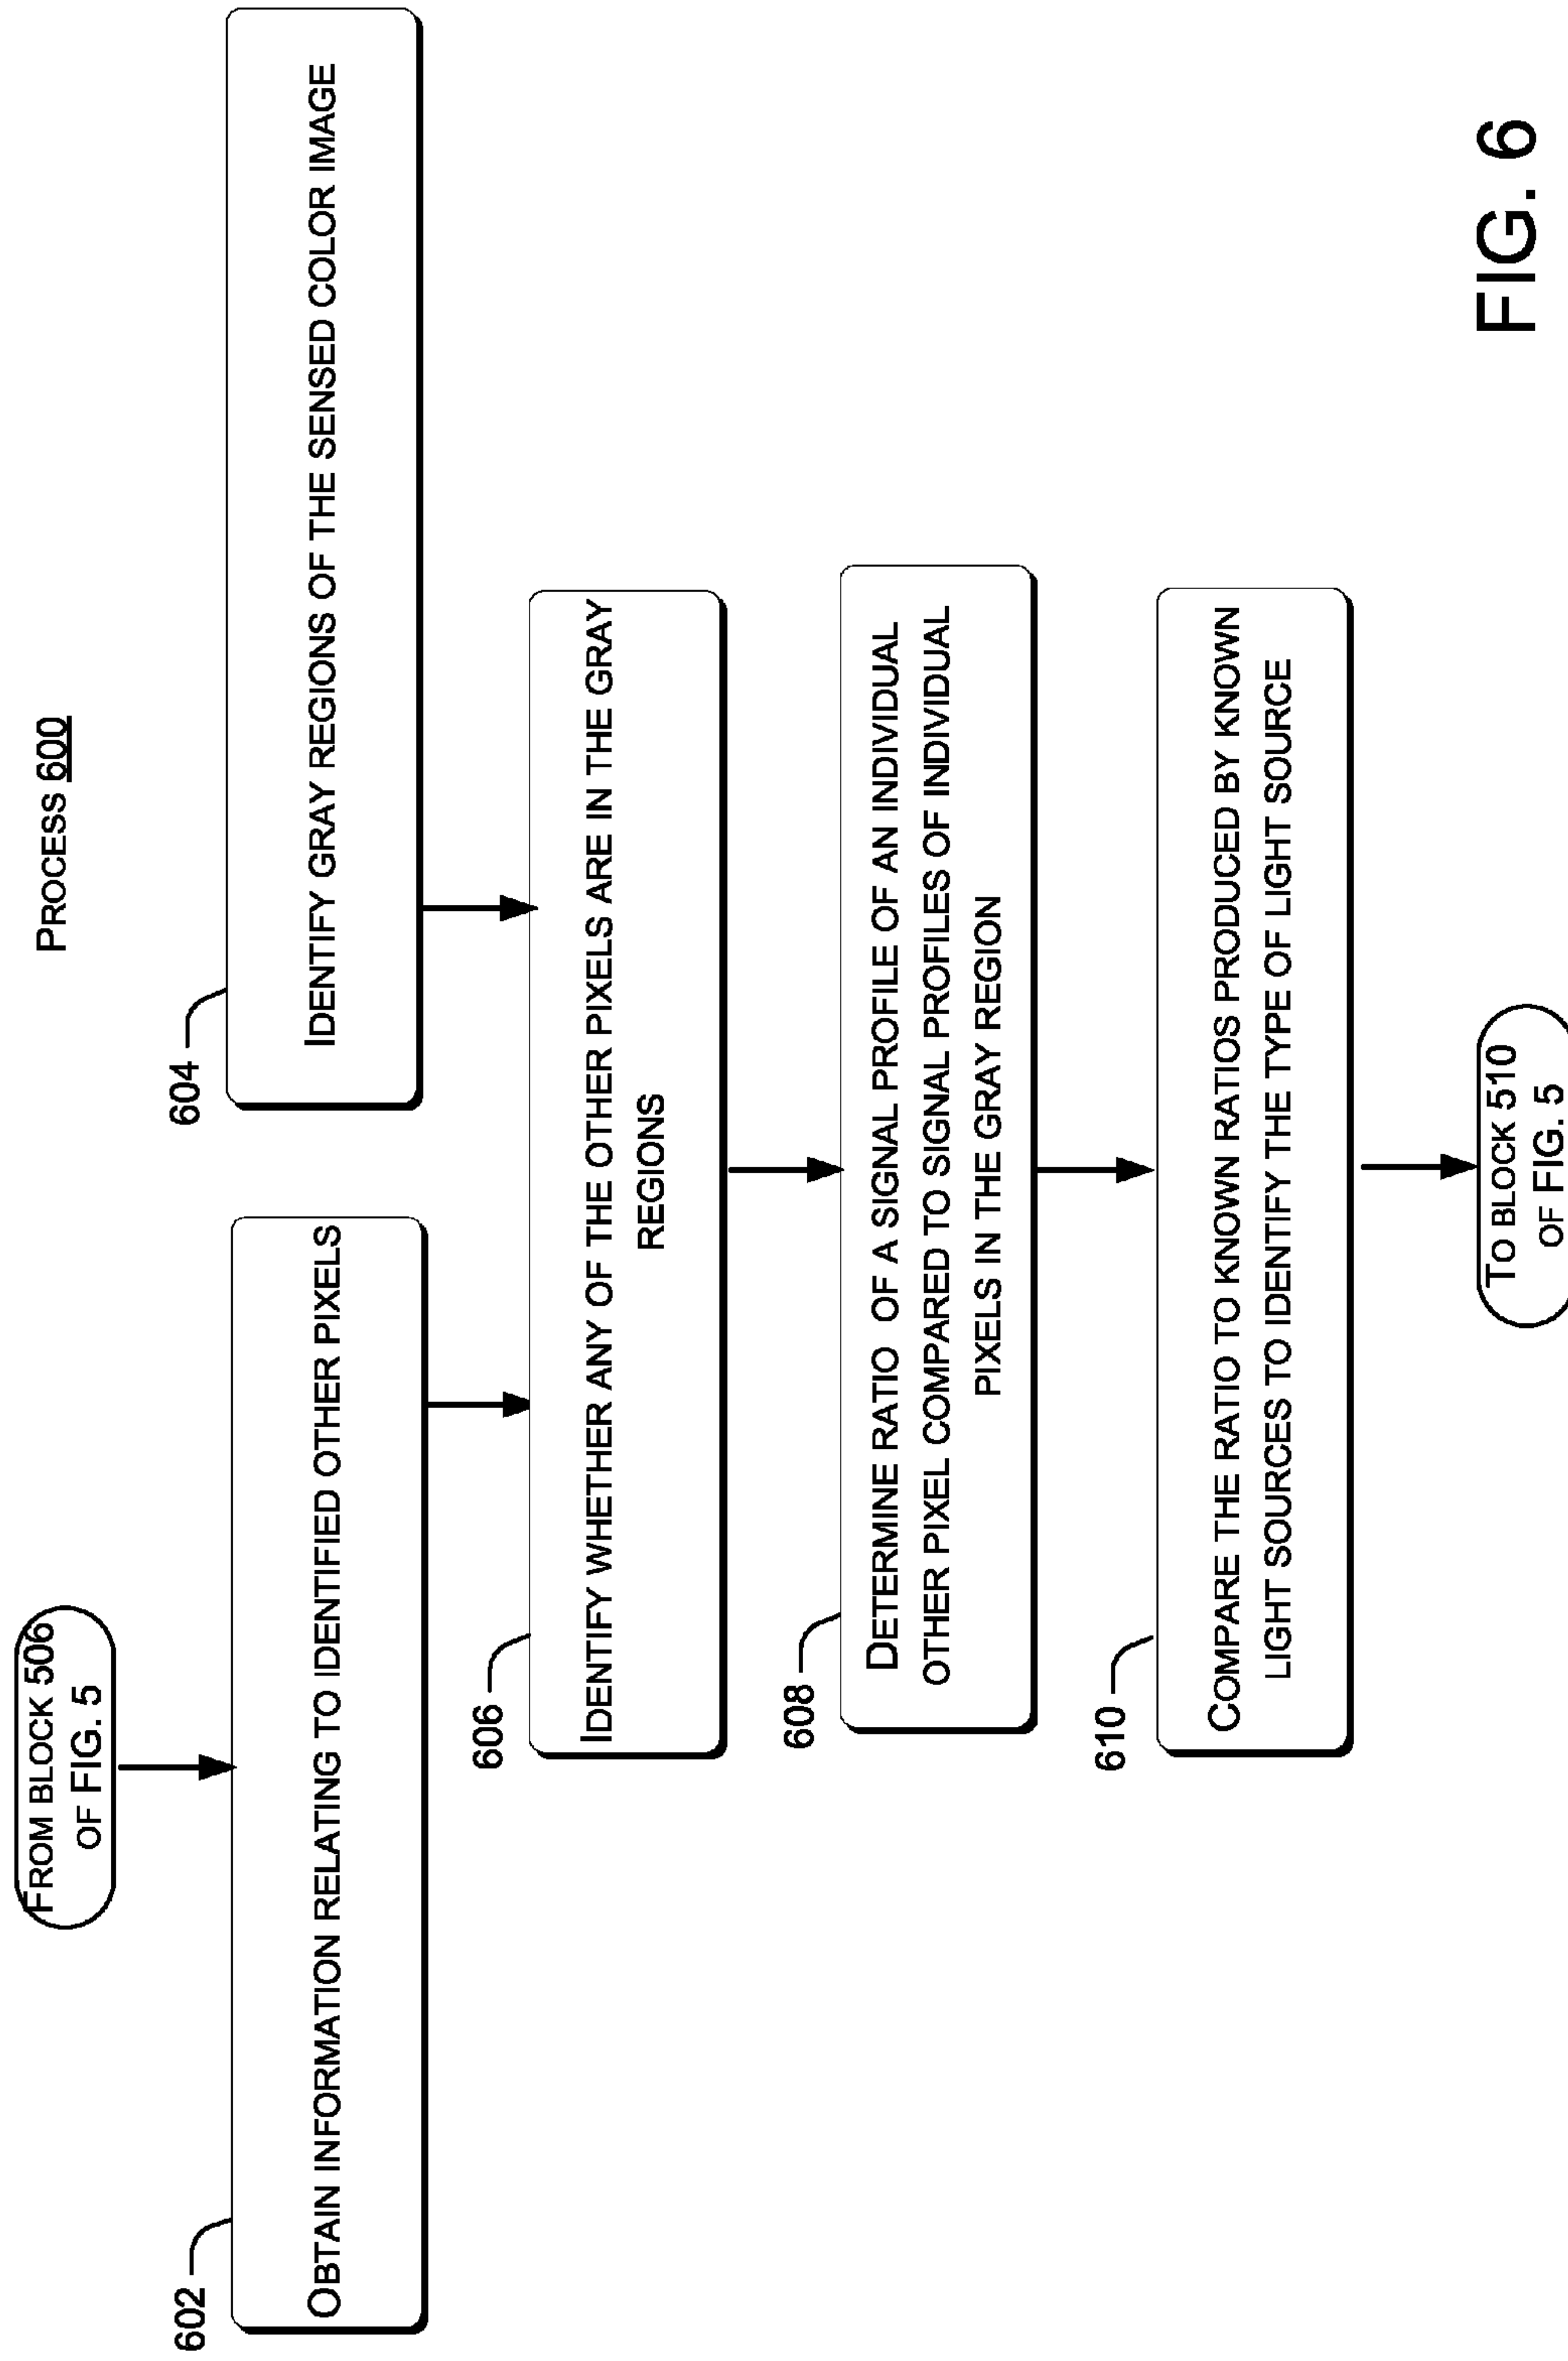 PROCESS 600
FROM BLOCK 506
OF FIG. 5
602
OBTAIN INFORMATION RELATING TO IDENTIFIED OTHER PIXELS
604
IDENTIFY GRAY REGIONS OF THE SENSED COLOR IMAGE
606
IDENTIFY WHETHER ANY OF THE OTHER PIXELS ARE IN THE GRAY
REGIONS
608
DETERMINE RATIO OF A SIGNAL PROFILE OF AN INDIVIDUAL
OTHER PIXEL COMPARED TO SIGNAL PROFILES OF INDIVIDUAL
PIXELS IN THE GRAY REGION
610
COMPARE THE RATIO TO KNOWN RATIOS PRODUCED BY KNOWN
LIGHT SOURCES TO IDENTIFY THE TYPE OF LIGHT SOURCE
TO BLOCK 510
OF FIG. 5
FIG. 6